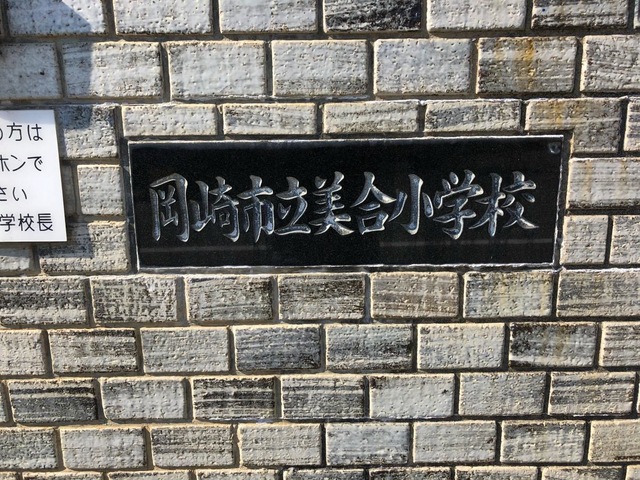 の方は
ホンで
さい
学校長
岡崎市立美合小学校